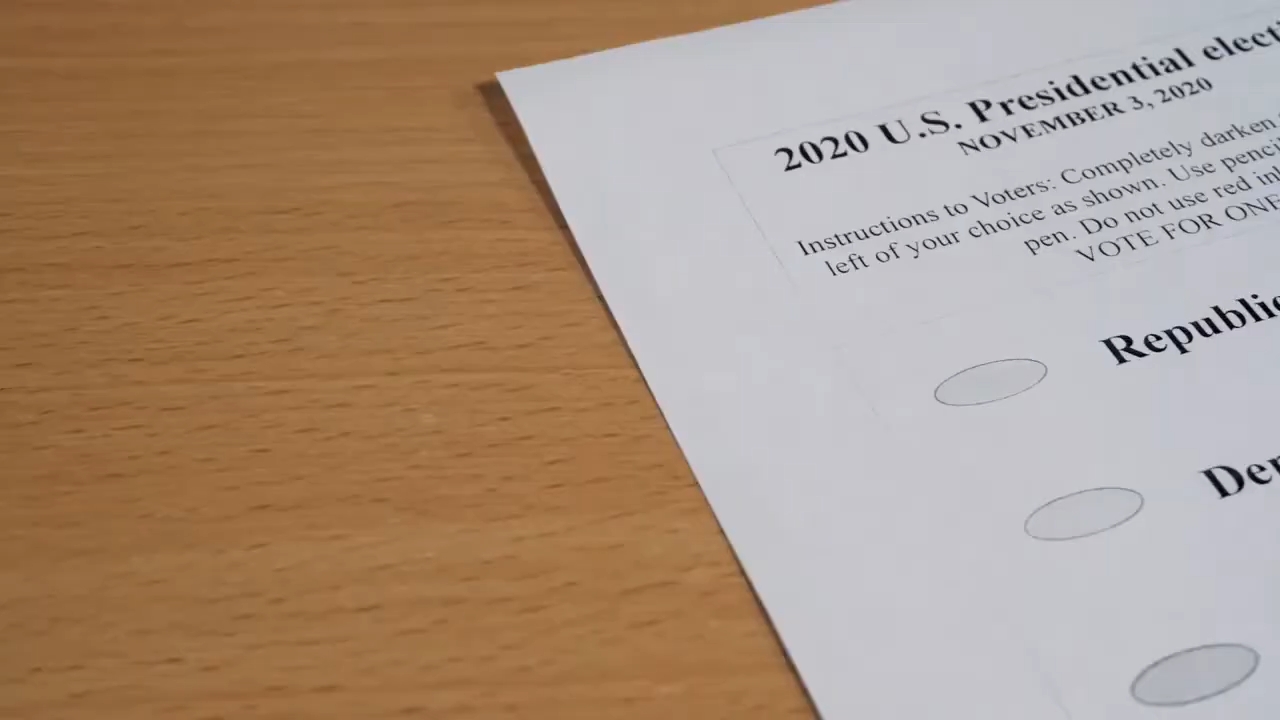 2020 U.S. Presidential electi
NOVEMBER 3, 2020
Instructions to Voters: Completely darken
left of your choice as shown. Use pencil
pen. Do not use red ink
VOTE FOR ONE
Republic
Dem